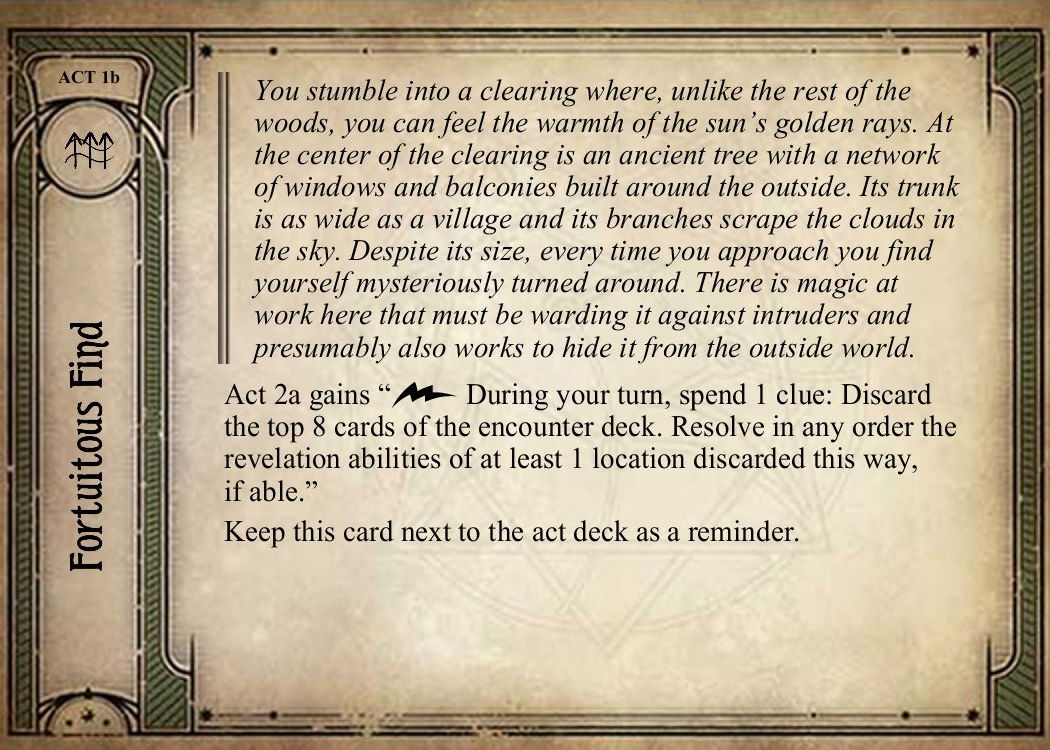 ACT 1b
Fortuitous Find
You stumble into a clearing where, unlike the rest of the
woods, you can feel the warmth of the sun’s golden rays. At
the center of the clearing is an ancient tree with a network
of windows and balconies built around the outside. Its trunk
is as wide as a village and its branches scrape the clouds in
the sky. Despite its size, every time you approach you find
yourself mysteriously turned around. There is magic at
work here that must be warding it against intruders and
presumably also works to hide it from the outside world.
Act 2a gains “ During your turn, spend 1 clue: Discard
the top 8 cards of the encounter deck. Resolve in any order the
revelation abilities of at least 1 location discarded this way,
if able.”
Keep this card next to the act deck as a reminder.